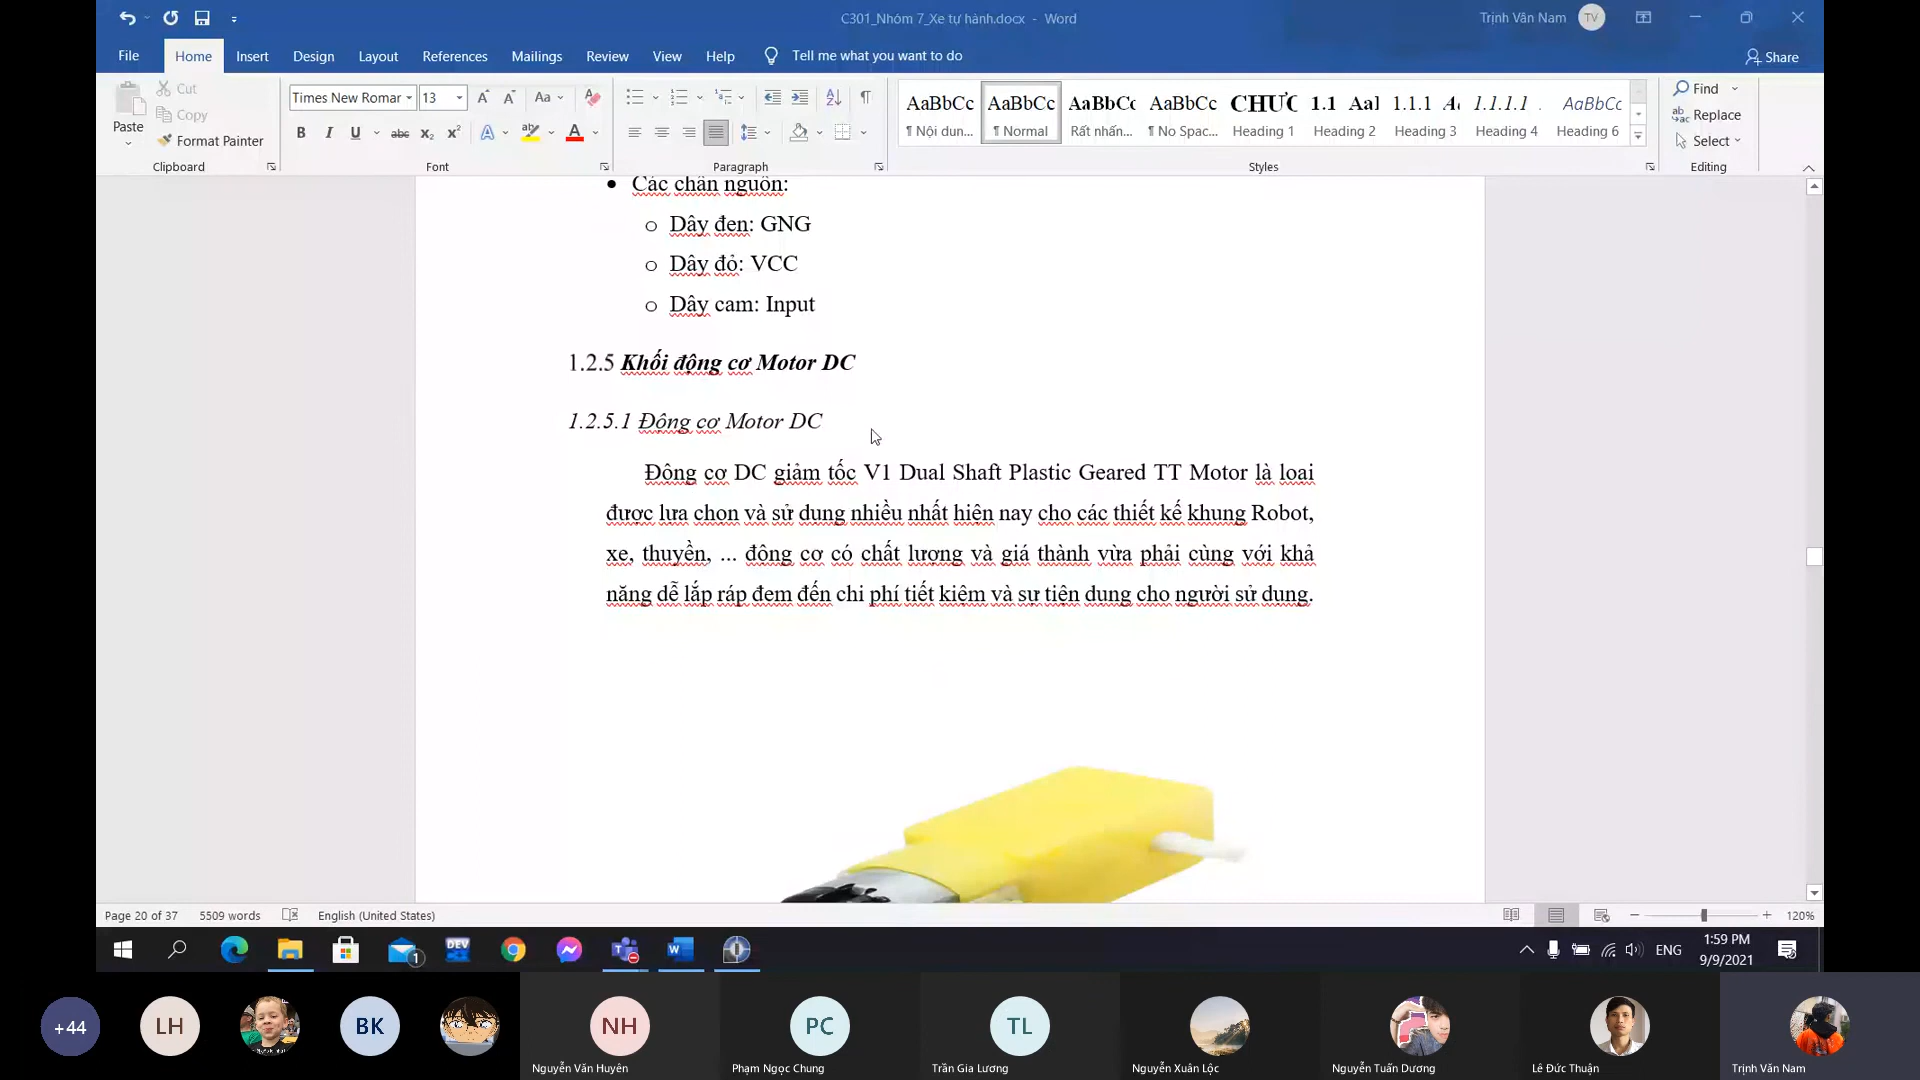 C301_Nhóm 7_Xe tự hành.docx - Word
Trịnh Văn Nam
TV
File Home Insert Design Layout References Mailings Review View Help Tell me what you want to do
Share
Paste
Cut
Copy
Format Painter
Clipboard
Times New Romar 13
Font
Paragraph
AaBbCc AaBbCc AaBbCc AaBbCc CHƯC 1.1 Aal 1.1.1 A 1.1.1.1 AaBbCc
¶ Nội dun... ¶ Normal Rất nhấn... ¶ No Spac... Heading 1 Heading 2 Heading 3 Heading 4 Heading 6
Styles
Find
Replace
Select
Editing
• Các chân nguồn:
o Dây đen: GNG
o Dây đỏ: VCC
o Dây cam: Input
1.2.5 Khối động cơ Motor DC
1.2.5.1 Động cơ Motor DC
Động cơ DC giảm tốc V1 Dual Shaft Plastic Geared TT Motor là loại
được lựa chọn và sử dụng nhiều nhất hiện nay cho các thiết kế khung Robot,
xe, thuyền, ... động cơ có chất lượng và giá thành vừa phải cùng với khả
năng dễ lắp ráp đem đến chi phí tiết kiệm và sự tiện dụng cho người sử dụng.
Page 20 of 37 5509 words English (United States)
120%
DEV
1
ENG
1:59 PM
9/9/2021
+44 LH BK NH PC TL
Nguyễn Văn Huyên Phạm Ngọc Chung Trần Gia Lương Nguyễn Xuân Lộc Nguyễn Tuấn Dương Lê Đức Thuận Trịnh Văn Nam